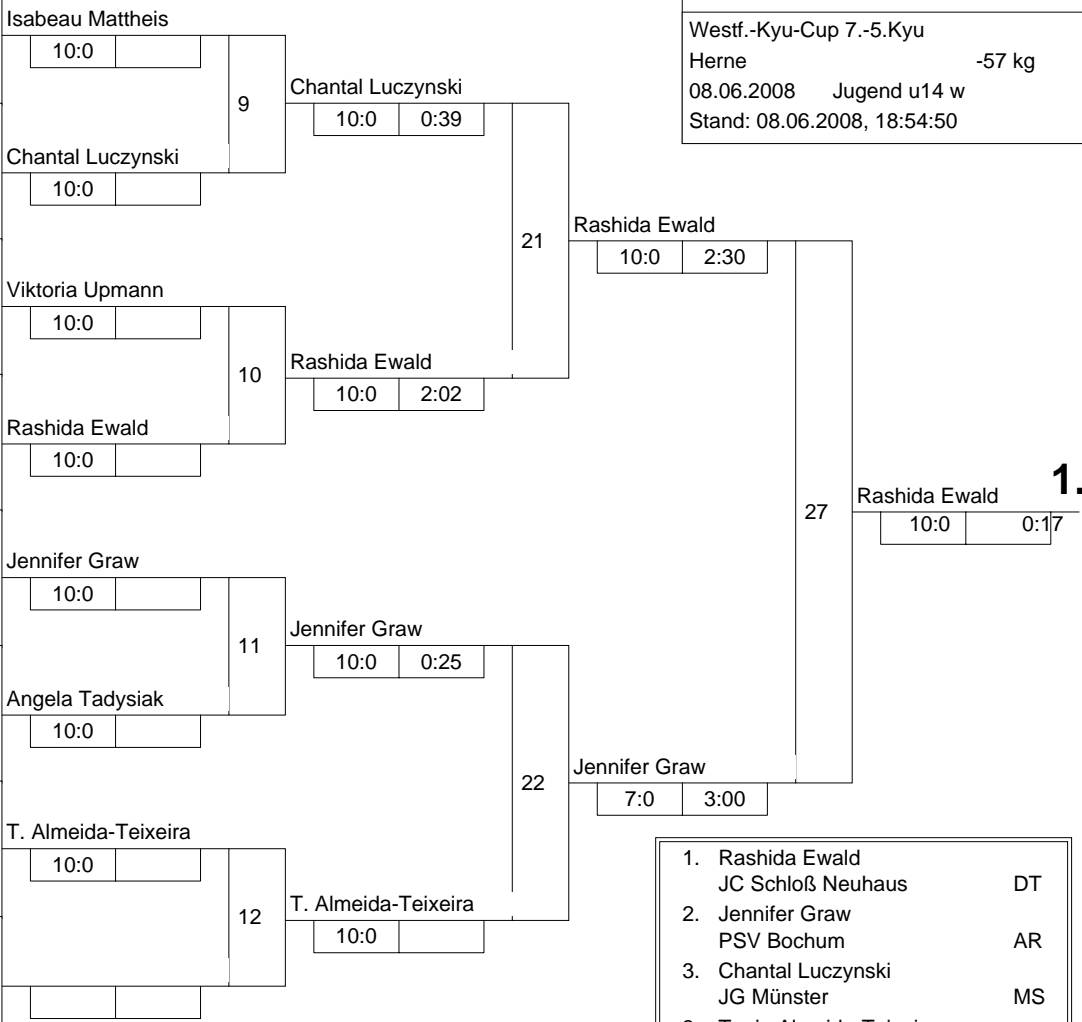 Isabeau Mattheis
10:0
Westf.-Kyu-Cup 7.-5.Kyu
Herne -57 kg
08.06.2008 Jugend u14 w
Stand: 08.06.2008, 18:54:50
9
Chantal Luczynski
10:0 0:39
Chantal Luczynski
10:0
21
Rashida Ewald
10:0 2:30
Viktoria Upmann
10:0
10
Rashida Ewald
10:0 2:02
Rashida Ewald
10:0
27
Rashida Ewald 1.
10:0 0:17
Jennifer Graw
10:0
11
Jennifer Graw
10:0 0:25
Angela Tadysiak
10:0
22
Jennifer Graw
7:0 3:00
T. Almeida-Teixeira
10:0
12
T. Almeida-Teixeira
10:0
1. Rashida Ewald
JC Schloß Neuhaus DT
2. Jennifer Graw
PSV Bochum AR
3. Chantal Luczynski
JG Münster MS